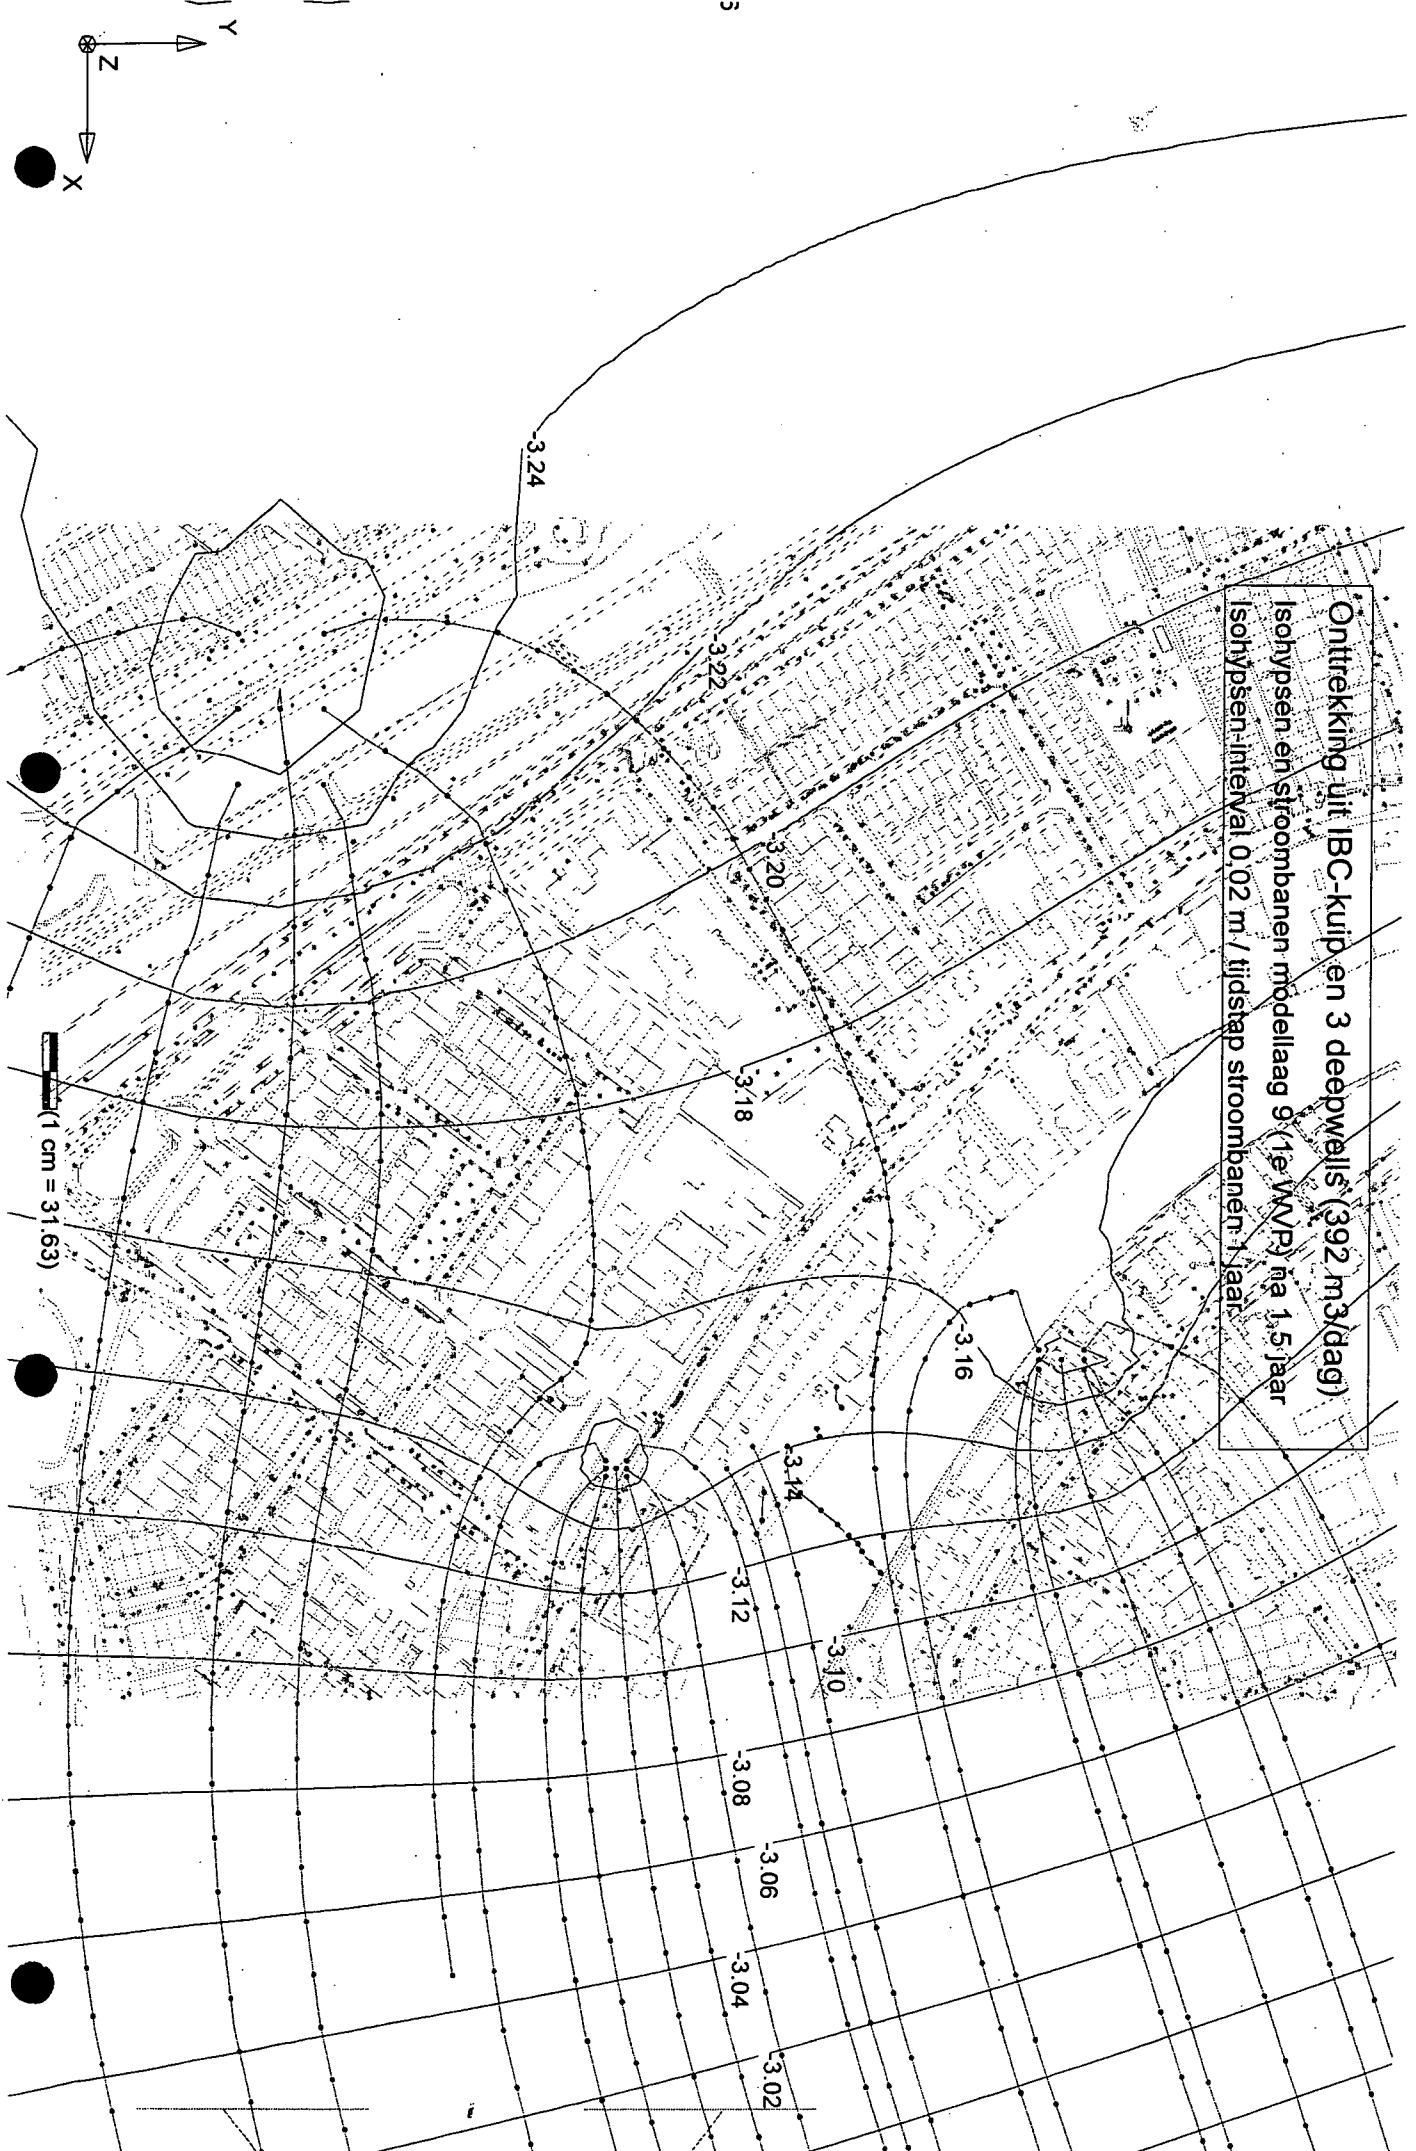 Onttrekking uit IBC-kuip en 3 deepwells (392 m3/dag)
Isohypsen en stroombanen modellaag 9 (1e WVP) na 1,5 jaar
Isohypsen-interval 0,02 m / tijdstap stroombanen 1 jaar
-3.24
-3.22
-3.20
-3.18
-3.16
-3.14
-3.12
-3.10
-3.08
-3.06
-3.04
-3.02
(1 cm = 31.63)
Y
Z
X